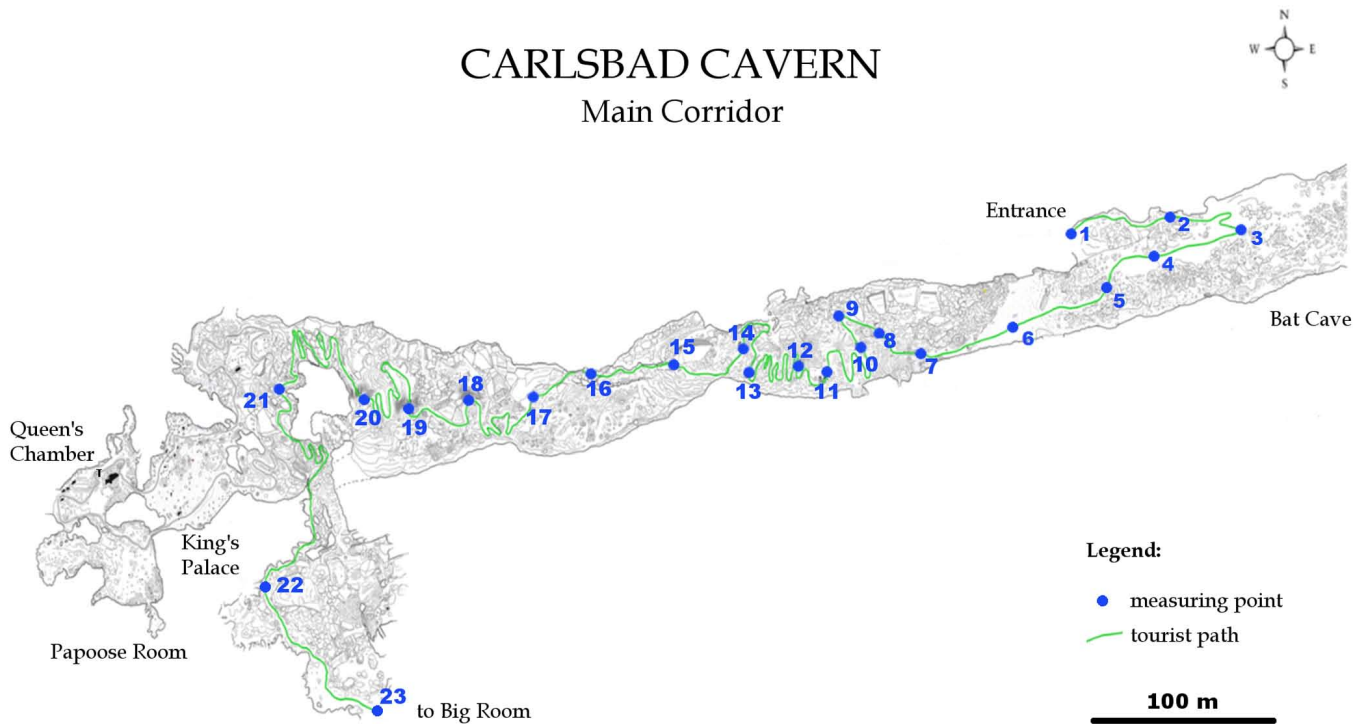 CARLSBAD CAVERN
Main Corridor
N
W E
S
Entrance
1
2
3
4
5
Bat Cave
6
7
8
9
10
11
12
13
14
15
16
17
18
19
20
21
Queen's
Chamber
King's
Palace
22
Papoose Room
23
to Big Room
Legend:
measuring point
tourist path
100 m